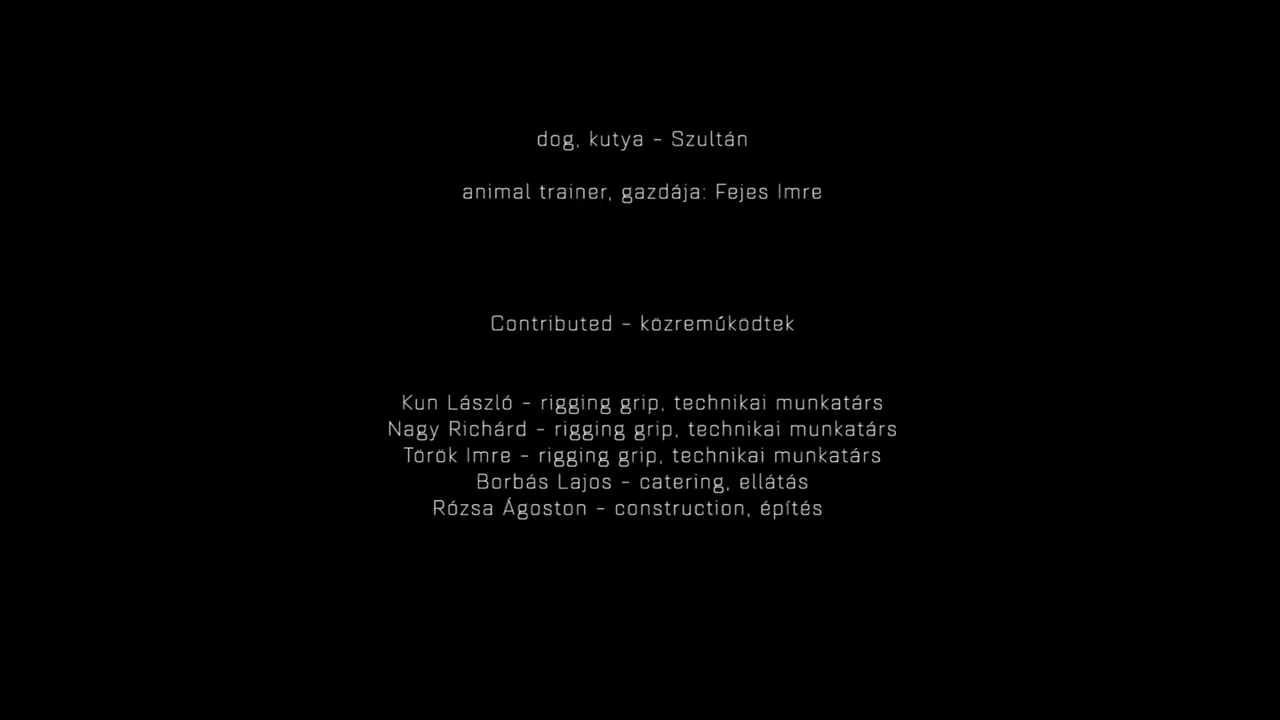 dog, kutya - Szultán
animal trainer, gazdája: Fejes Imre
Contributed - közreműködtek
Kun László - rigging grip, technikai munkatárs
Nagy Richárd - rigging grip, technikai munkatárs
Török Imre - rigging grip, technikai munkatárs
Borbás Lajos - catering, ellátás
Rózsa Ágoston - construction, építés